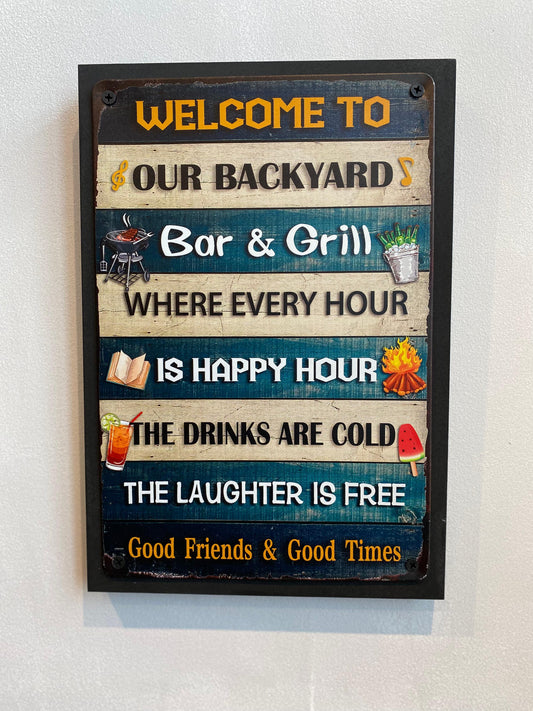 WELCOME TO
OUR BACKYARD
Bar & Grill
WHERE EVERY HOUR
IS HAPPY HOUR
THE DRINKS ARE COLD
THE LAUGHTER IS FREE
Good Friends & Good Times